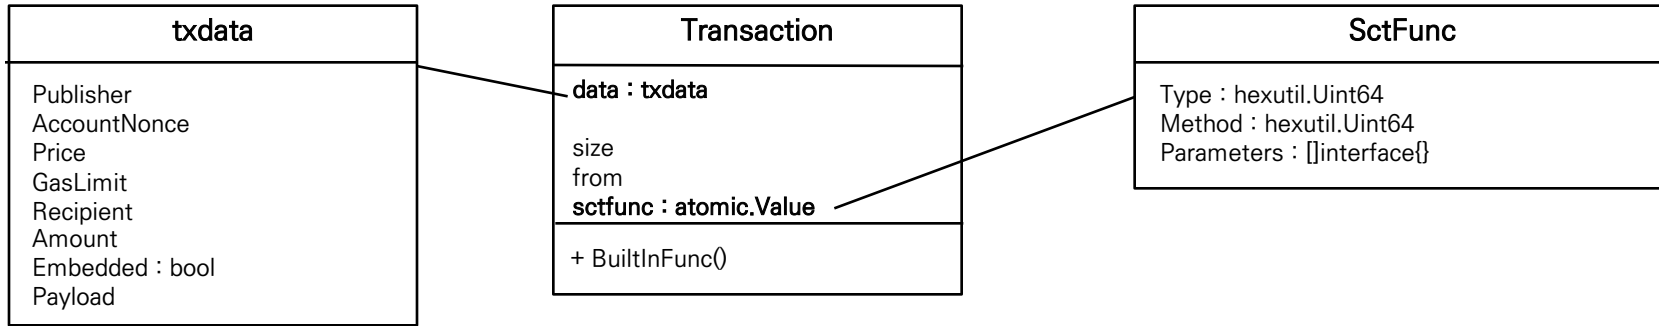 txdata
Publisher
AccountNonce
Price
GasLimit
Recipient
Amount
Embedded : bool
Payload
Transaction
data : txdata
size
from
sctfunc : atomic.Value
+ BuiltInFunc()
SctFunc
Type : hexutil.Uint64
Method : hexutil.Uint64
Parameters : []interface{}